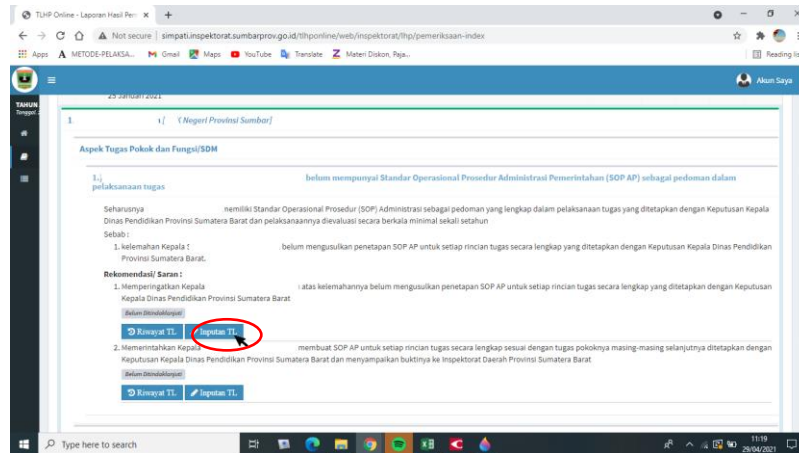 TLHP Online - Laporan Hasil Pem
Not secure | simpati.inspektorat.sumbarprov.go.id/tlhponline/web/inspektorat/lhp/pemeriksaan-index
Apps METODE-PELAKSA... Gmail Maps YouTube Translate Materi Diskon, Paja... Reading lis
Akun Saya
TAHUN
Tanggal :
25 Januari 2021
1 Negeri Provinsi Sumbar]
Aspek Tugas Pokok dan Fungsi/SDM
1. belum mempunyai Standar Operasional Prosedur Administrasi Pemerintahan (SOP AP) sebagai pedoman dalam
pelaksanaan tugas
Seharusnya nemiliki Standar Operasional Prosedur (SOP) Administrasi sebagai pedoman yang lengkap dalam pelaksanaan tugas yang ditetapkan dengan Keputusan Kepala
Dinas Pendidikan Provinsi Sumatera Barat dan pelaksanaannya dievaluasi secara berkala minimal sekali setahun
Sebab :
1. kelemahan Kepala belum mengusulkan penetapan SOP AP untuk setiap rincian tugas secara lengkap yang ditetapkan dengan Keputusan Kepala Dinas Pendidikan
Provinsi Sumatera Barat.
Rekomendasi/ Saran :
1. Memperingatkan Kepala atas kelemahannya belum mengusulkan penetapan SOP AP untuk setiap rincian tugas secara lengkap yang ditetapkan dengan Keputusan
Kepala Dinas Pendidikan Provinsi Sumatera Barat
Belum Ditindaklanjuti
Riwayat TL Inputan TL
2. Memerintahkan Kepala membuat SOP AP untuk setiap rincian tugas secara lengkap sesuai dengan tugas pokoknya masing-masing selanjutnya ditetapkan dengan
Keputusan Kepala Dinas Pendidikan Provinsi Sumatera Barat dan menyampaikan buktinya ke Inspektorat Daerah Provinsi Sumatera Barat
Belum Ditindaklanjuti
Riwayat TL Inputan TL
Type here to search
11:19
29/04/2021